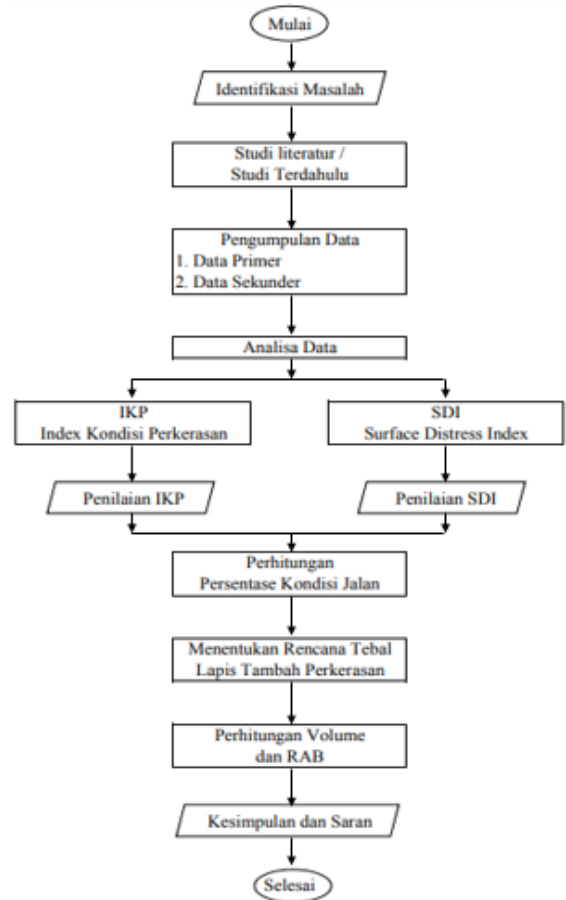 Mulai
Identifikasi Masalah
Studi literatur /
Studi Terdahulu
Pengumpulan Data
1. Data Primer
2. Data Sekunder
Analisa Data
IKP
Index Kondisi Perkerasan
SDI
Surface Distress Index
Penilaian IKP
Penilaian SDI
Perhitungan
Persentase Kondisi Jalan
Menentukan Rencana Tebal
Lapis Tambah Perkerasan
Perhitungan Volume
dan RAB
Kesimpulan dan Saran
Selesai